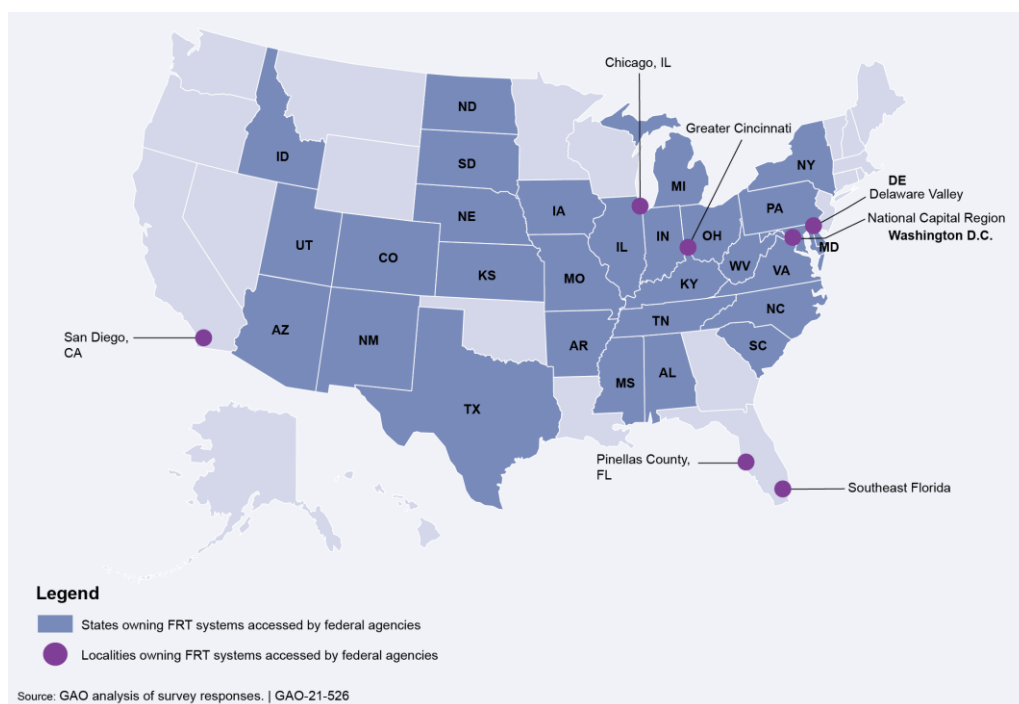 Chicago, IL
ND
Greater Cincinnati
ID
SD
MI
NY
DE
Delaware Valley
PA
National Capital Region
Washington D.C.
NE
IA
UT
CO
IL
IN
OH
MD
KS
MO
WV
VA
KY
NC
San Diego,
CA
AZ
NM
TN
AR
SC
MS
AL
TX
Pinellas County,
FL
Southeast Florida
Legend
States owning FRT systems accessed by federal agencies
Localities owning FRT systems accessed by federal agencies
Source: GAO analysis of survey responses. | GAO-21-526